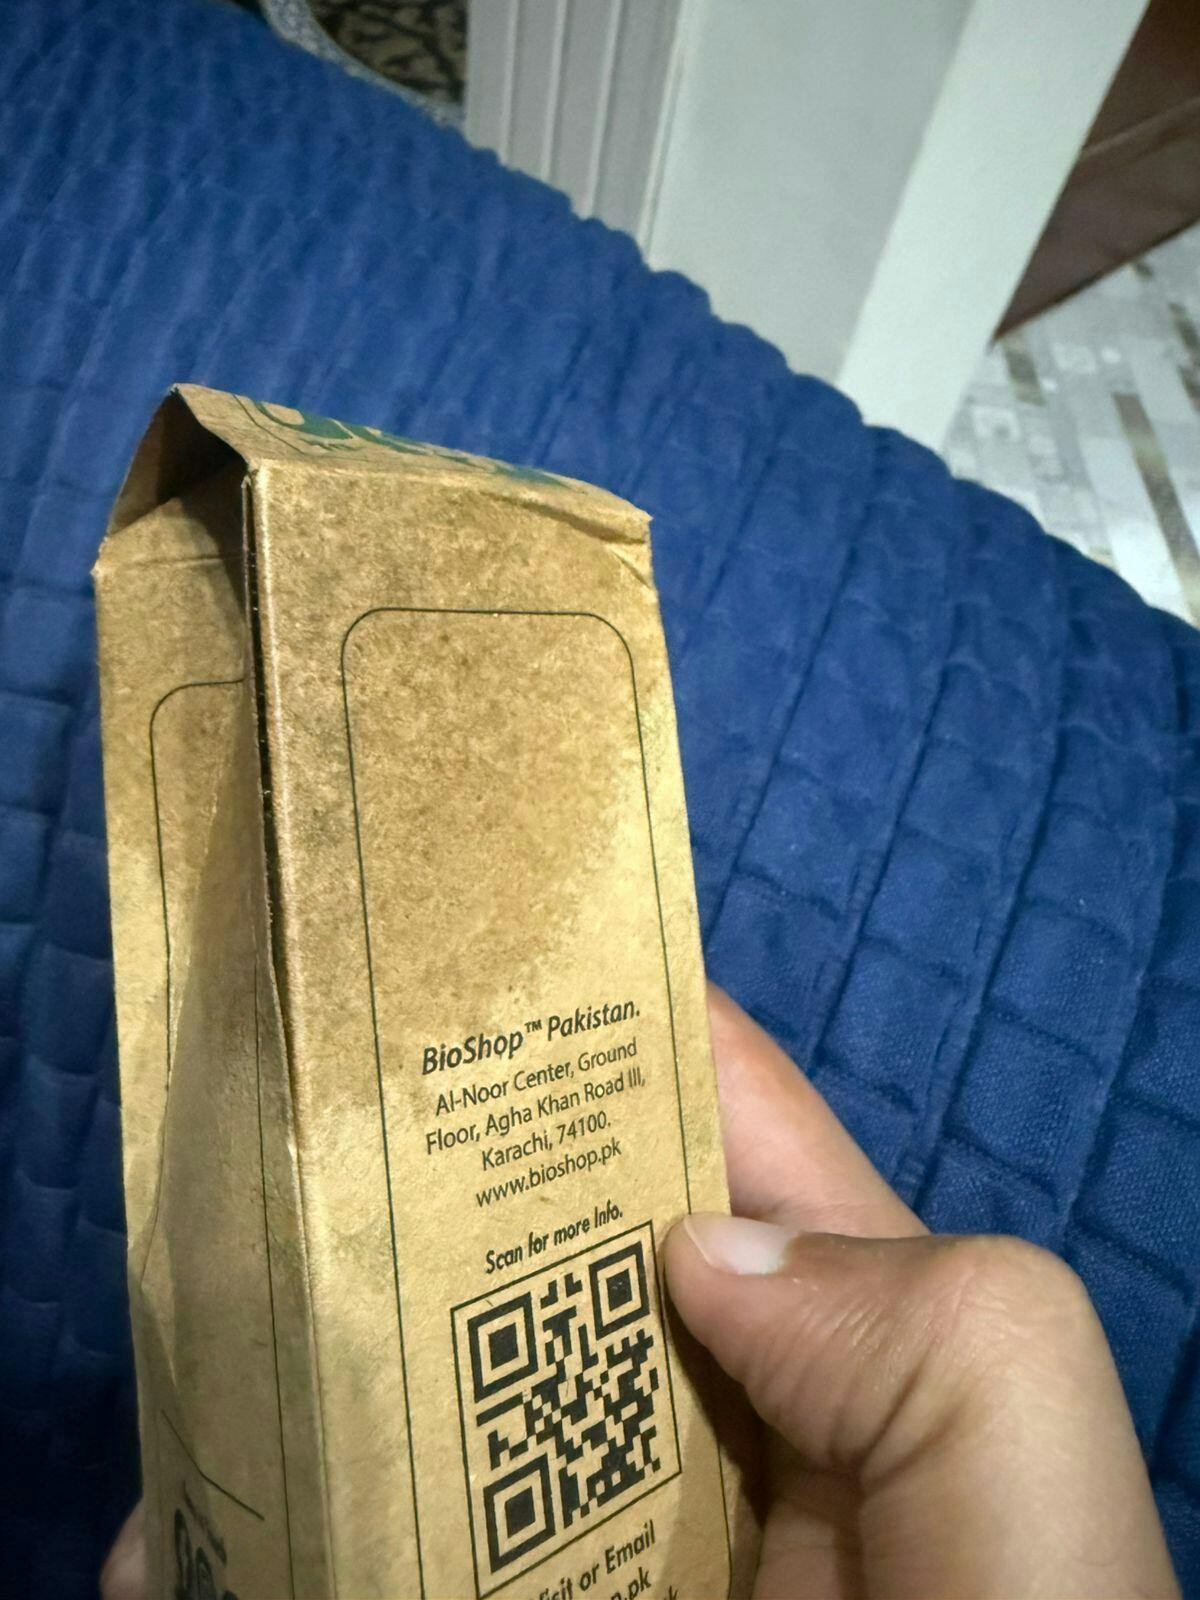 BioShop™ Pakistan.
Al-Noor Center, Ground
Floor, Agha Khan Road III,
Karachi, 74100.
www.bioshop.pk
Scan for more Info.
Visit or Email